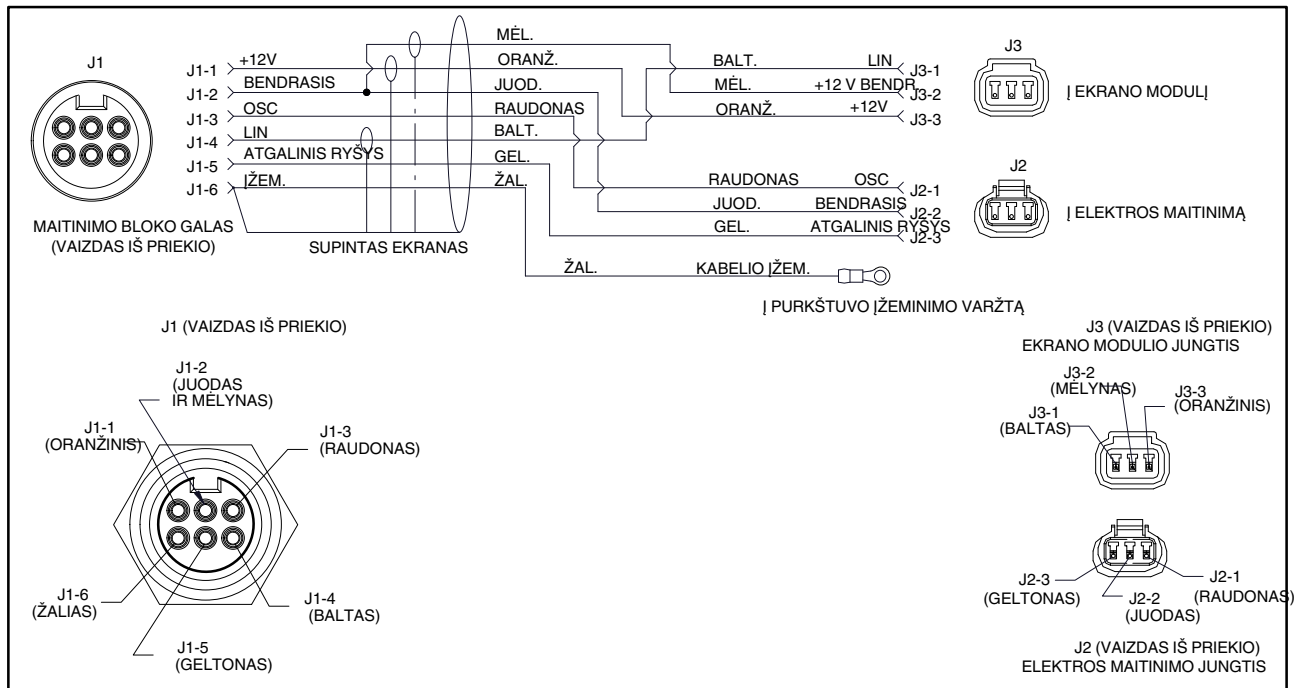 J1
J1-1
+12V
J1-2
BENDRASIS
J1-3
OSC
J1-4
LIN
J1-5
ATGALINIS RYŠYS
J1-6
ĮŽEM.
MAITINIMO BLOKO GALAS
(VAIZDAS IŠ PRIEKIO)
SUPINTAS EKRANAS
MĖL.
ORANŽ.
JUOD.
RAUDONAS
BALT.
GEL.
ŽAL.
BALT.
LIN
J3-1
MĖL.
+12 V BENDR
J3-2
ORANŽ.
+12V
J3-3
J3
Į EKRANO MODULĮ
RAUDONAS
OSC
J2-1
JUOD.
BENDRASIS
J2-2
GEL.
ATGALINIS RYŠYS
J2-3
J2
Į ELEKTROS MAITINIMĄ
ŽAL.
KABELIO ĮŽEM.
Į PURKŠTUVO ĮŽEMINIMO VARŽTĄ
J1 (VAIZDAS IŠ PRIEKIO)
J1-2
(JUODAS
IR MĖLYNAS)
J1-1
(ORANŽINIS)
J1-3
(RAUDONAS)
J1-6
(ŽALIAS)
J1-4
(BALTAS)
J1-5
(GELTONAS)
J3 (VAIZDAS IŠ PRIEKIO)
EKRANO MODULIO JUNGTIS
J3-2
(MĖLYNAS)
J3-3
(ORANŽINIS)
J3-1
(BALTAS)
J2-3
(GELTONAS)
J2-1
(RAUDONAS)
J2-2
(JUODAS)
J2 (VAIZDAS IŠ PRIEKIO)
ELEKTROS MAITINIMO JUNGTIS